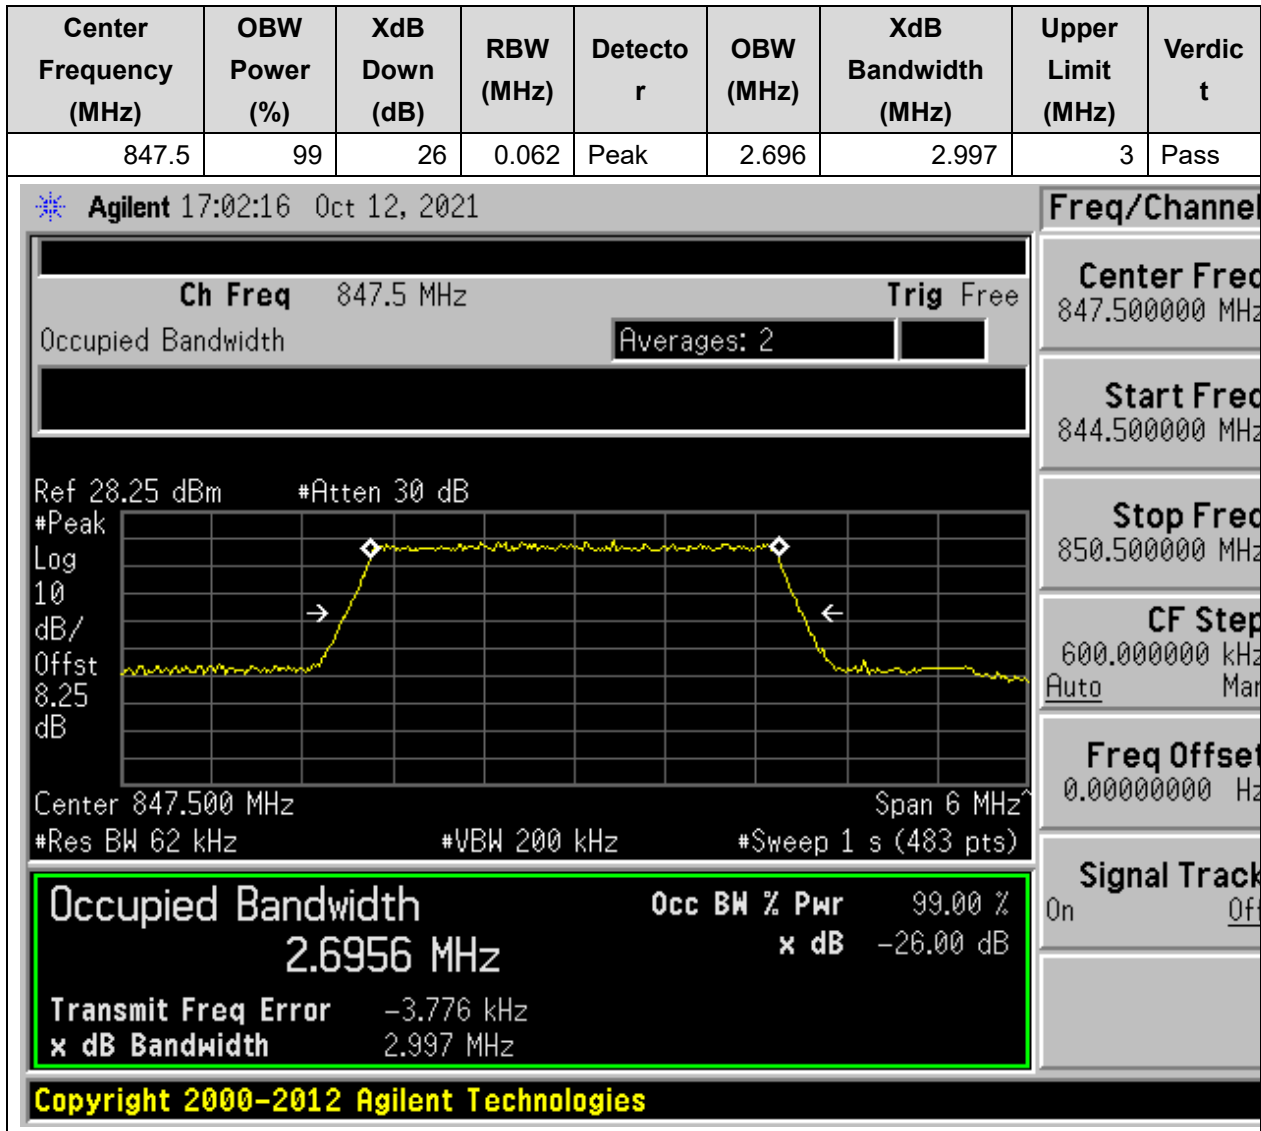 Center Frequency (MHz) OBW Power (%) XdB Down (dB) RBW (MHz) Detector OBW (MHz) XdB Bandwidth (MHz) Upper Limit (MHz) Verdict
847.5 99 26 0.062 Peak 2.696 2.997 3 Pass
Agilent 17:02:16 Oct 12, 2021
Freq/Channel
Ch Freq 847.5 MHz Trig Free
Occupied Bandwidth Averages: 2
Center Freq
847.500000 MHz
Start Freq
844.500000 MHz
Stop Freq
850.500000 MHz
CF Step
600.000000 kHz
Auto Man
Freq Offset
0.00000000 Hz
Signal Track
On Off
Ref 28.25 dBm #Atten 30 dB
#Peak
Log
10
dB/
Offst
8.25
dB
Center 847.500 MHz Span 6 MHz^
#Res BW 62 kHz #VBW 200 kHz #Sweep 1 s (483 pts)
Occupied Bandwidth Occ BW % Pwr 99.00 %
2.6956 MHz x dB -26.00 dB
Transmit Freq Error -3.776 kHz
x dB Bandwidth 2.997 MHz
Copyright 2000-2012 Agilent Technologies